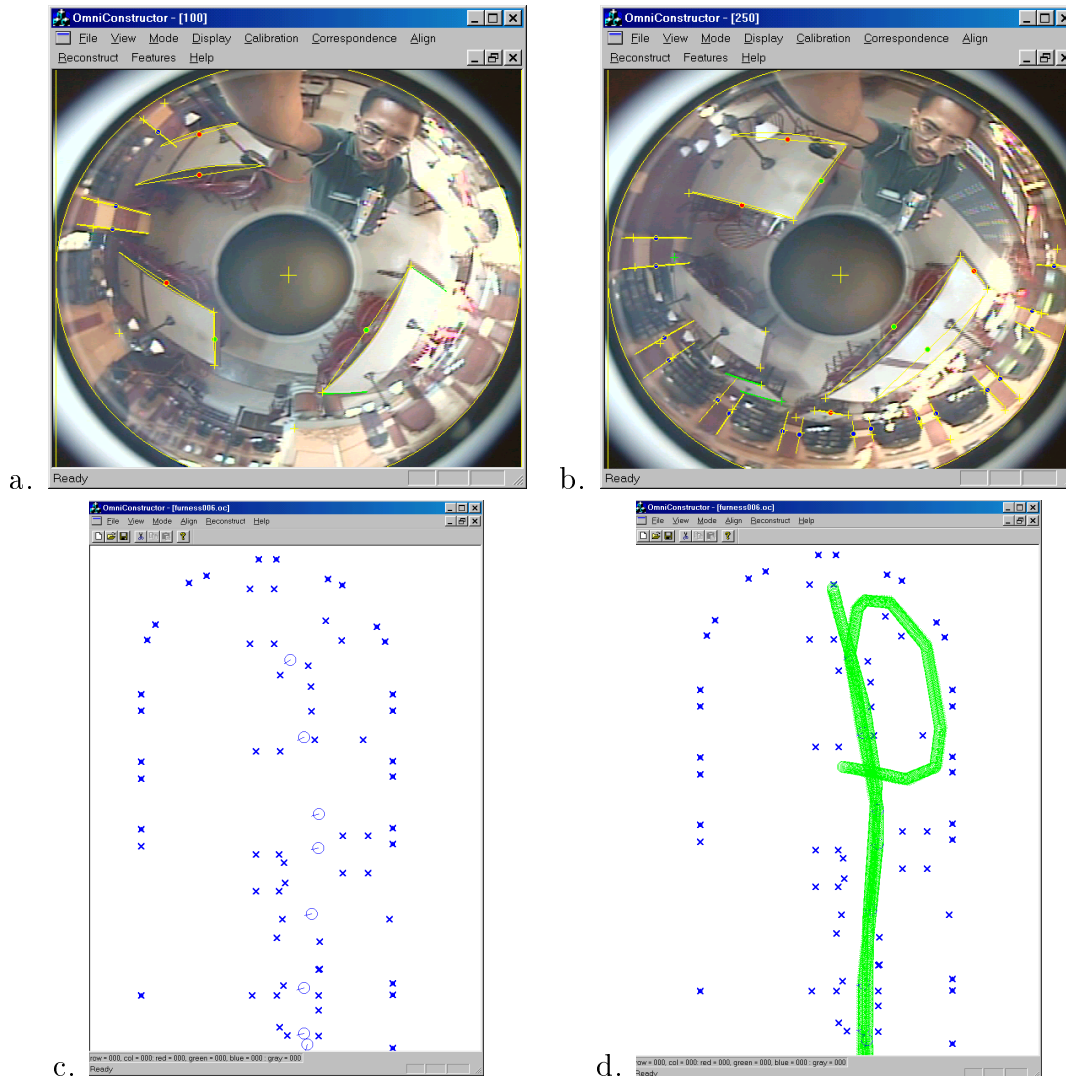 OmniConstructor - [100]
File View Mode Display Calibration Correspondence Align
Reconstruct Features Help
Ready
a.
OmniConstructor - [250]
File View Mode Display Calibration Correspondence Align
Reconstruct Features Help
Ready
b.
OmniConstructor - [furness006.oc]
File View Mode Align Reconstruct Help
row = 000, col = 000: red = 000, green = 000, blue = 000 : gray = 000
Ready
c.
OmniConstructor - [furness006.oc]
File View Mode Align Reconstruct Help
row = 000, col = 000: red = 000, green = 000, blue = 000 : gray = 000
Ready
d.